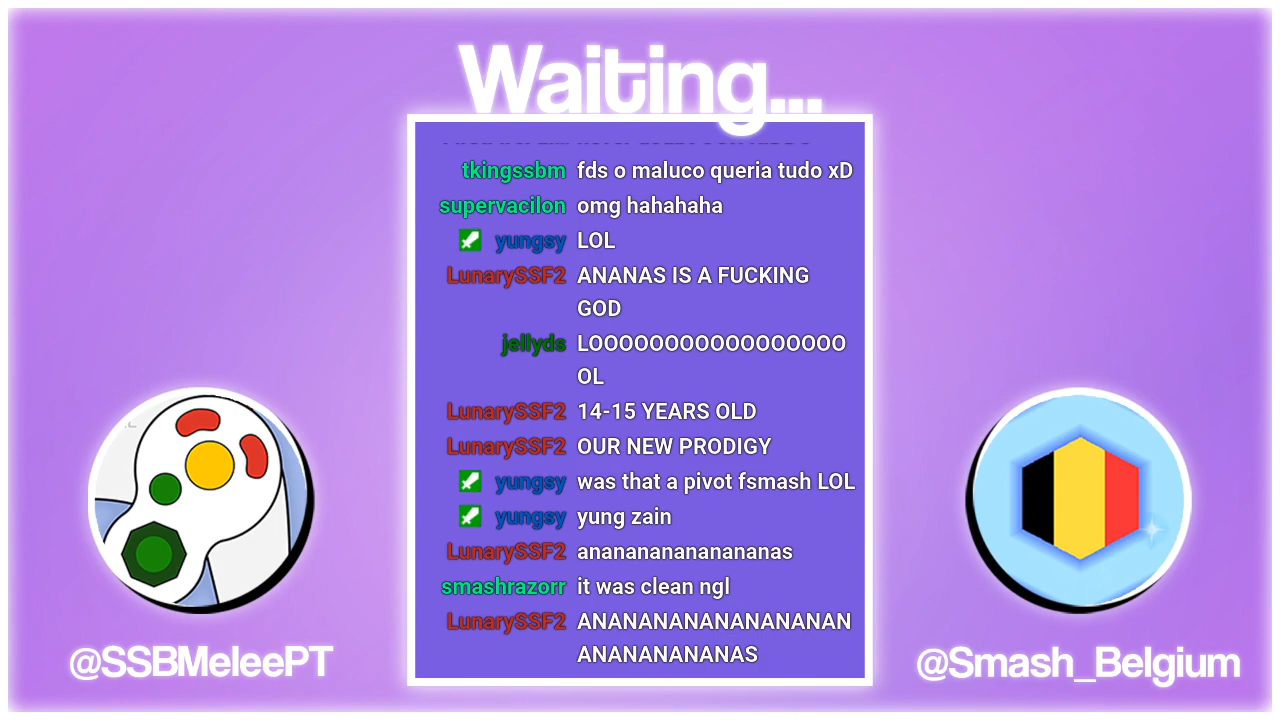 Waiting...
tkingssbm fds o maluco queria tudo xD
supervacilon omg hahahaha
yungsy LOL
LunarySSF2 ANANAS IS A FUCKING
GOD
jellyds LOOOOOOOOOOOOOOOOO
OL
LunarySSF2 14-15 YEARS OLD
LunarySSF2 OUR NEW PRODIGY
yungsy was that a pivot fsmash LOL
yungsy yung zain
LunarySSF2 anananananananas
smashrazorr it was clean ngl
LunarySSF2 ANANANANANANANANAN
ANANANANANAS
@SSBMeleePT
@Smash_Belgium